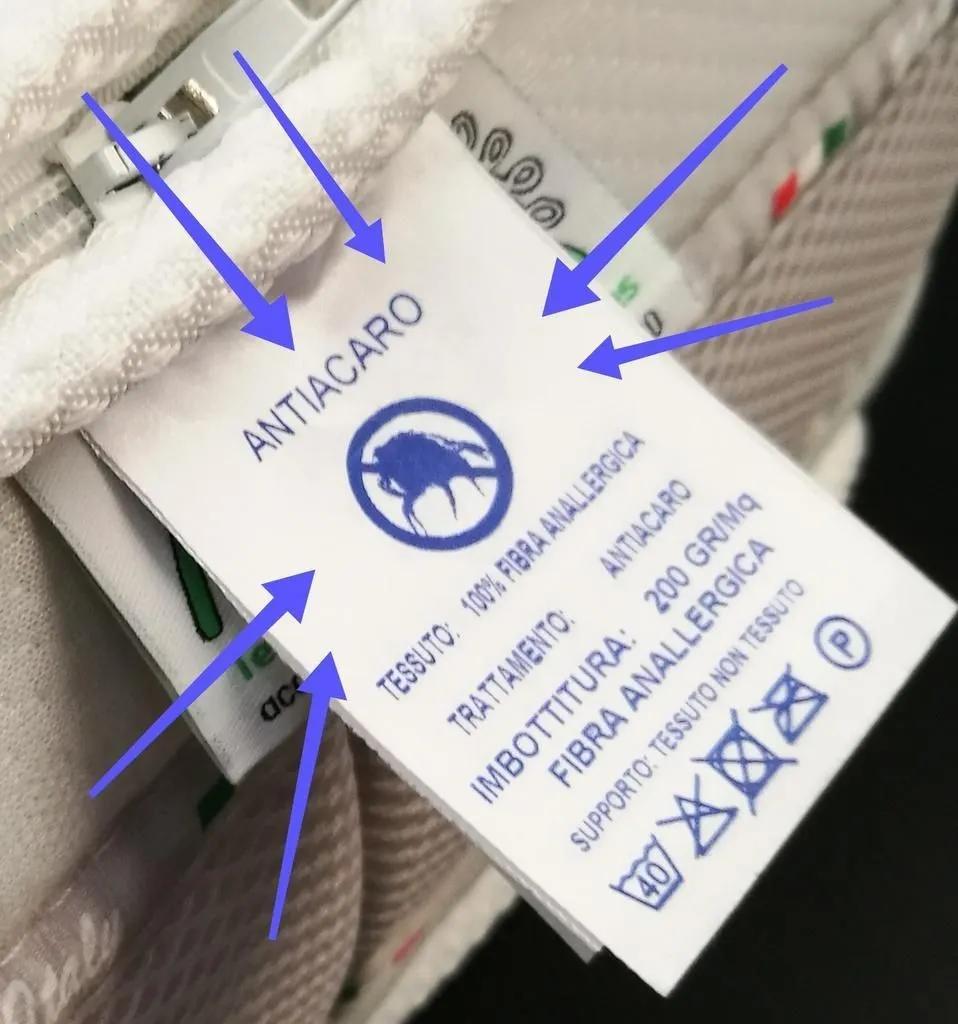 ANTIACARO
TESSUTO: 100% FIBRA ANALLERGICA
TRATTAMENTO: ANTIACARO
IMBOTTITURA: 200 GR/Mq
FIBRA ANALLERGICA
SUPPORTO: TESSUTO NON TESSUTO
40
P